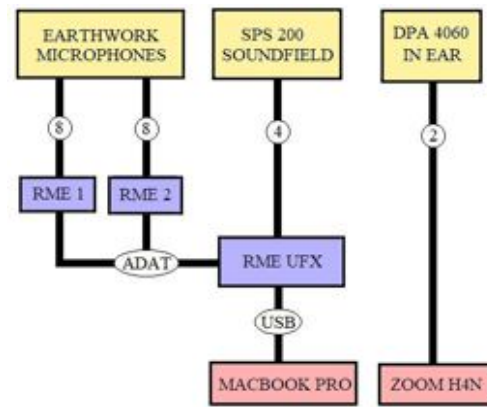 EARTHWORK
MICROPHONES
SPS 200
SOUNDFIELD
DPA 4060
IN EAR
8
8
4
2
RME 1
RME 2
ADAT
RME UFX
USB
MACBOOK PRO
ZOOM H4N